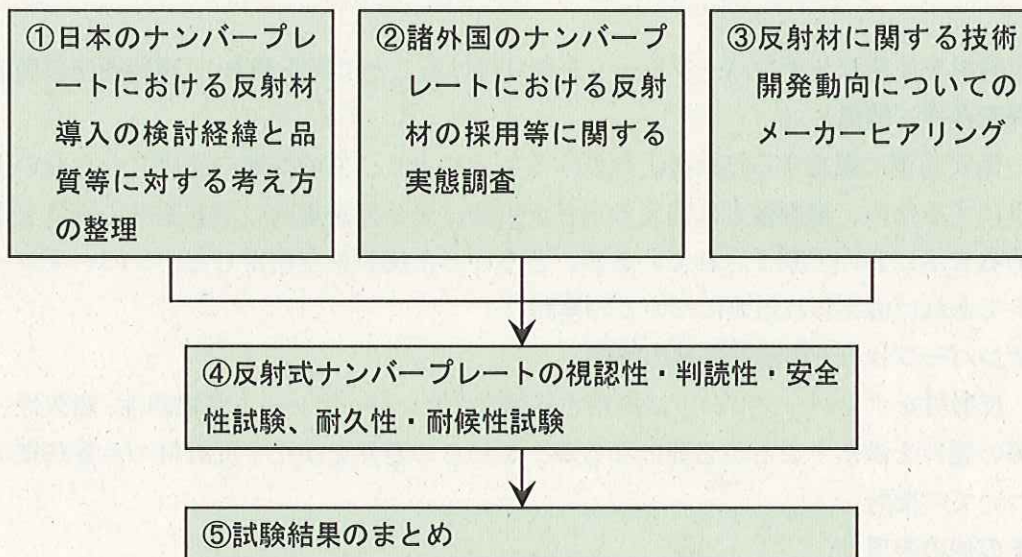 ①日本のナンバープレ
ートにおける反射材
導入の検討経緯と品
質等に対する考え方
の整理
②諸外国のナンバープ
レートにおける反射
材の採用等に関する
実態調査
③反射材に関する技術
開発動向についての
メーカーヒアリング
④反射式ナンバープレートの視認性・判読性・安全
性試験、耐久性・耐候性試験
⑤試験結果のまとめ